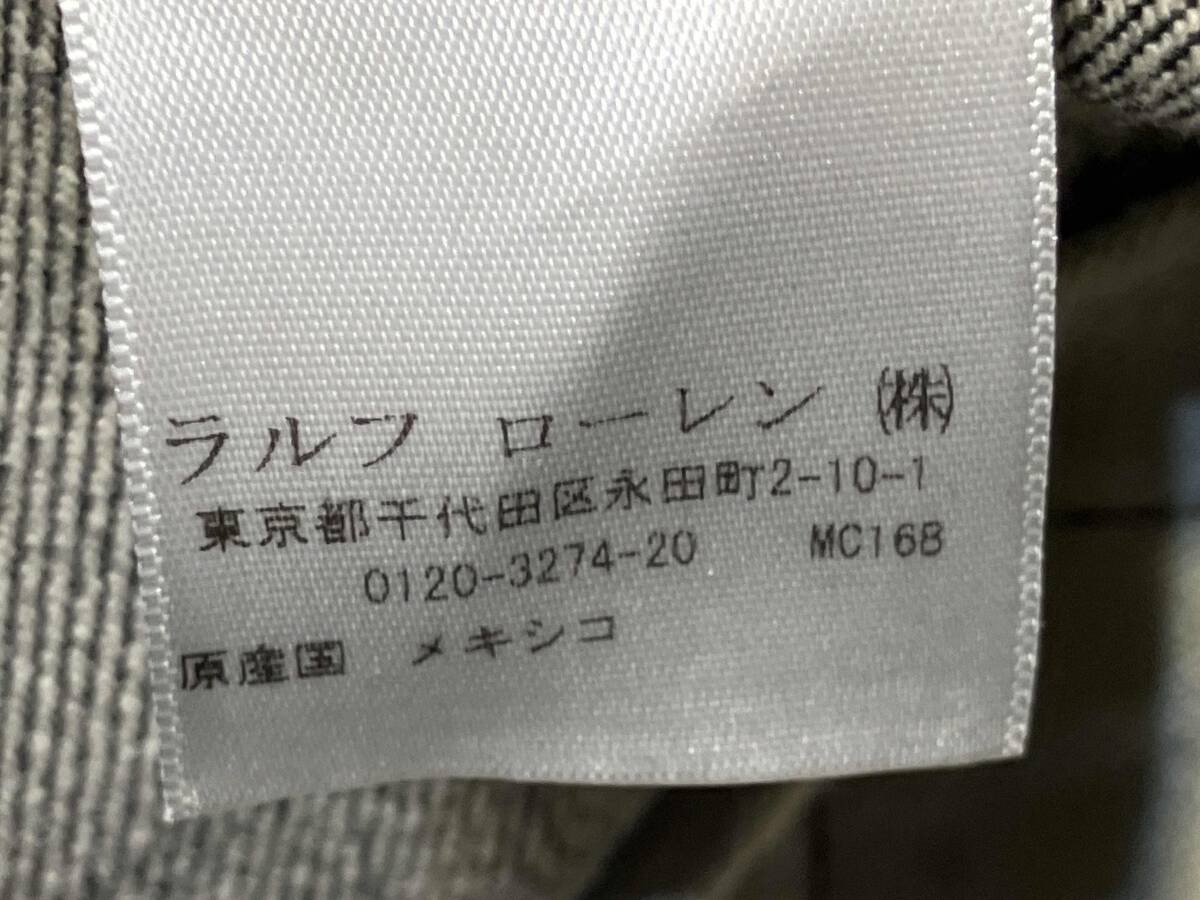 ラルフ ローレン ㈱
東京都千代田区永田町2-10-1
0120-3274-20 MC16B
原産国 メキシコ